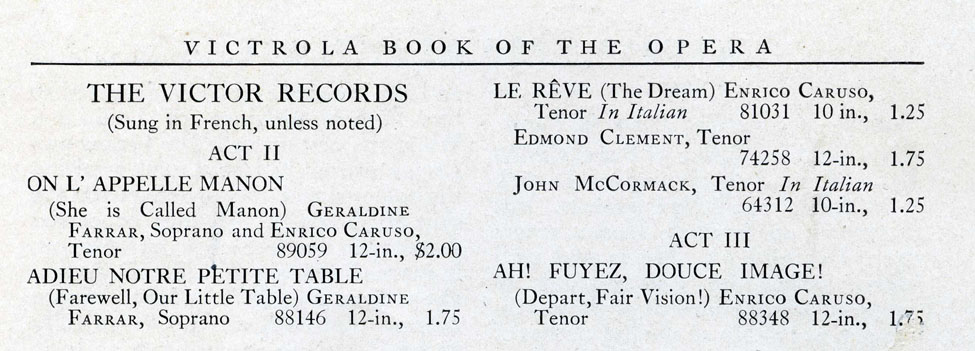 VICTROLA BOOK OF THE OPERA
THE VICTOR RECORDS
(Sung in French, unless noted)
ACT II
ON L' APPELLE MANON
(She is Called Manon) GERALDINE
FARRAR, Soprano and ENRICO CARUSO,
Tenor 89059 12-in., $2.00
ADIEU NOTRE PETITE TABLE
(Farewell, Our Little Table) GERALDINE
FARRAR, Soprano 88146 12-in., 1.75
LE RÊVE (The Dream) ENRICO CARUSO,
Tenor In Italian 81031 10 in., 1.25
EDMOND CLEMENT, Tenor
74258 12-in., 1.75
JOHN MCCORMACK, Tenor In Italian
64312 10-in., 1.25
ACT III
AH! FUYEZ, DOUCE IMAGE!
(Depart, Fair Vision!) ENRICO CARUSO,
Tenor 88348 12-in., 1.75